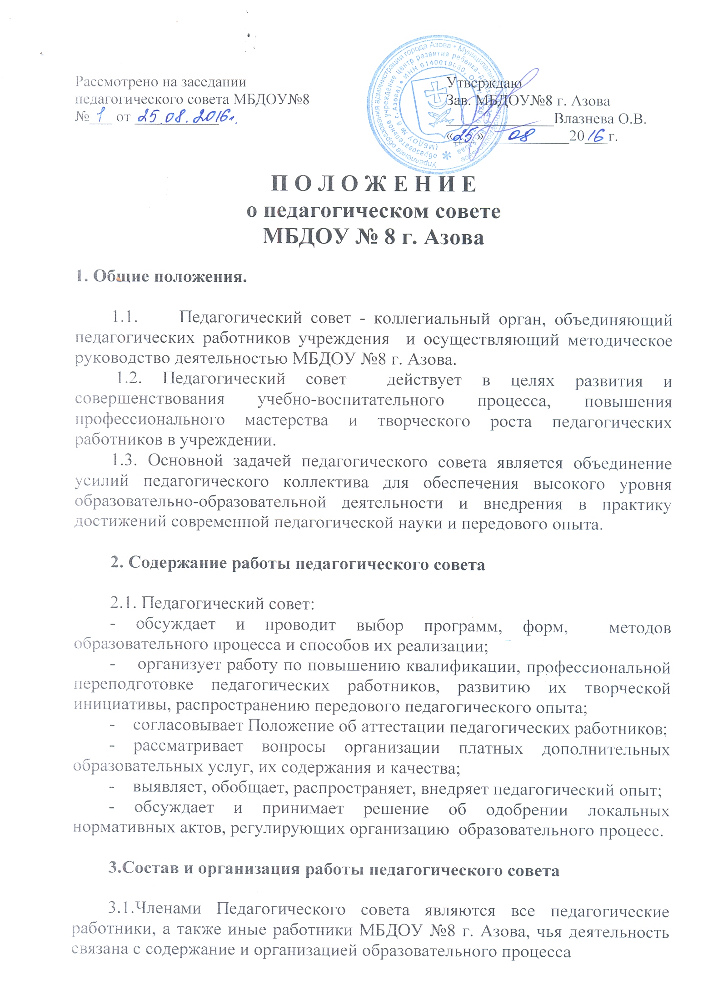 Рассмотрено на заседании
педагогического совета МБДОУ№8
№ 1 от 25.08.2016г.
Утверждаю
Зав. МБДОУ№8 г. Азова
Влазнева О.В.
«25» 08 2016 г.
Управление образования администрации города Азова • Муниципальное
образовательное учреждение центр развития ребенка - детский
(МБДОУ № 8 г. Азова) • ИНН
П О Л О Ж Е Н И Е
о педагогическом совете
МБДОУ № 8 г. Азова
1. Общие положения.
1.1. Педагогический совет - коллегиальный орган, объединяющий
педагогических работников учреждения и осуществляющий методическое
руководство деятельностью МБДОУ №8 г. Азова.
1.2. Педагогический совет действует в целях развития и
совершенствования учебно-воспитательного процесса, повышения
профессионального мастерства и творческого роста педагогических
работников в учреждении.
1.3. Основной задачей педагогического совета является объединение
усилий педагогического коллектива для обеспечения высокого уровня
образовательно-образовательной деятельности и внедрения в практику
достижений современной педагогической науки и передового опыта.
2. Содержание работы педагогического совета
2.1. Педагогический совет:
- обсуждает и проводит выбор программ, форм, методов
образовательного процесса и способов их реализации;
- организует работу по повышению квалификации, профессиональной
переподготовке педагогических работников, развитию их творческой
инициативы, распространению передового педагогического опыта;
- согласовывает Положение об аттестации педагогических работников;
- рассматривает вопросы организации платных дополнительных
образовательных услуг, их содержания и качества;
- выявляет, обобщает, распространяет, внедряет педагогический опыт;
- обсуждает и принимает решение об одобрении локальных
нормативных актов, регулирующих организацию образовательного процесс.
3.Состав и организация работы педагогического совета
3.1.Членами Педагогического совета являются все педагогические
работники, а также иные работники МБДОУ №8 г. Азова, чья деятельность
связана с содержание и организацией образовательного процесса